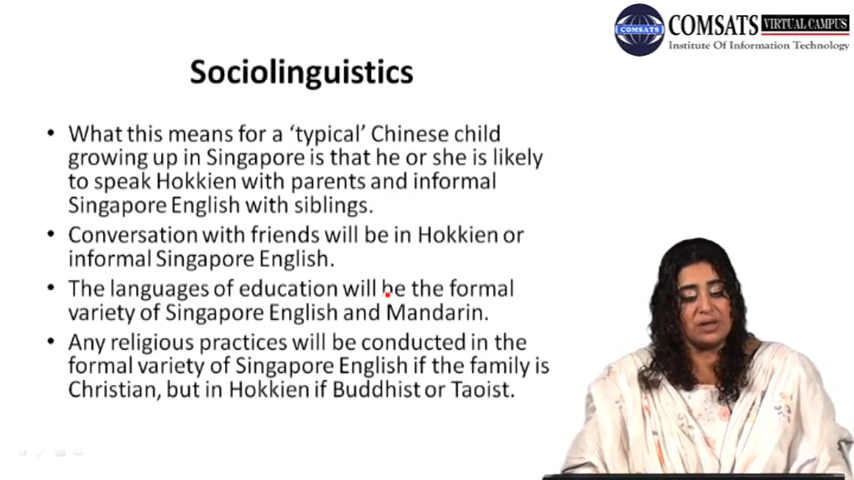 COMSATS
COMSATS VIRTUAL CAMPUS
Institute Of Information Technology
Sociolinguistics
• What this means for a ‘typical’ Chinese child
growing up in Singapore is that he or she is likely
to speak Hokkien with parents and informal
Singapore English with siblings.
• Conversation with friends will be in Hokkien or
informal Singapore English.
• The languages of education will be the formal
variety of Singapore English and Mandarin.
• Any religious practices will be conducted in the
formal variety of Singapore English if the family is
Christian, but in Hokkien if Buddhist or Taoist.